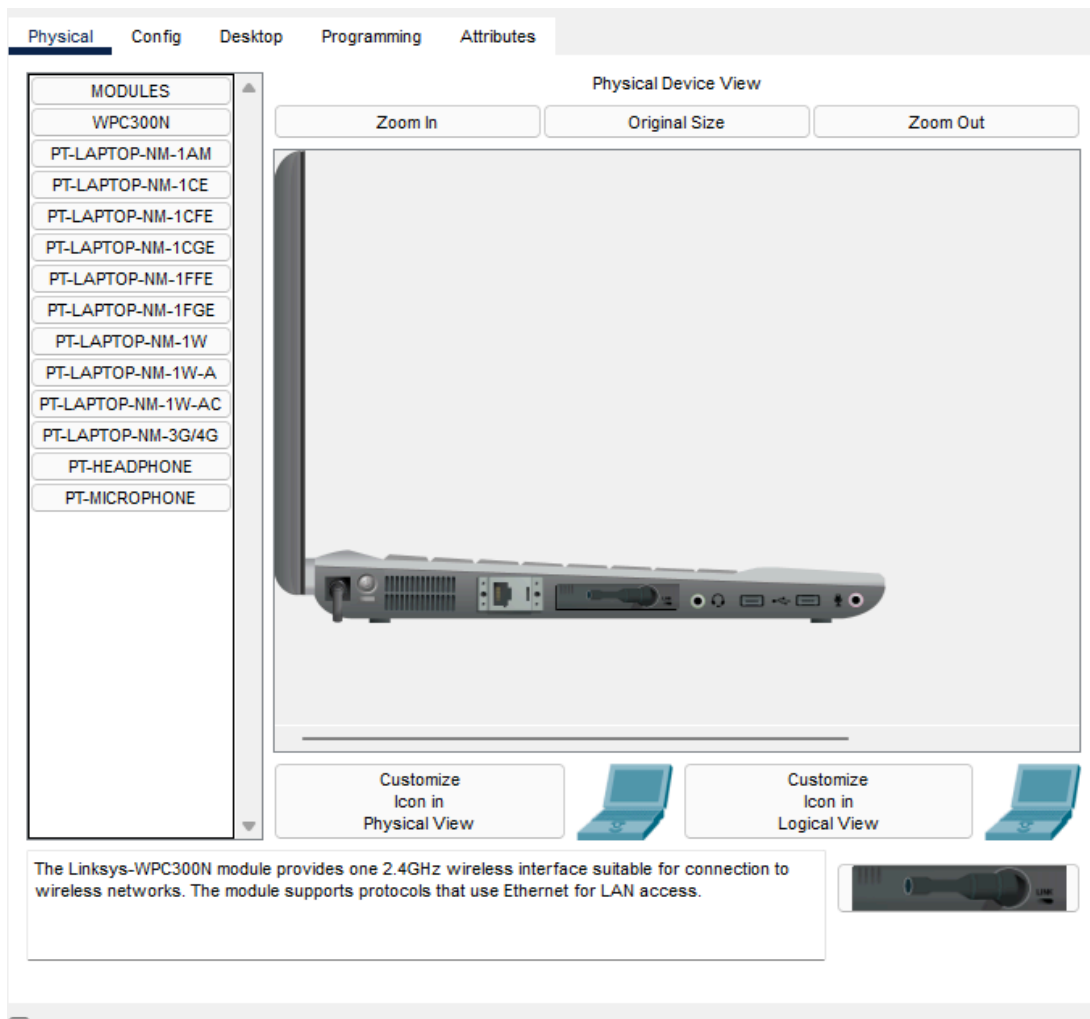 Physical Config Desktop Programming Attributes
MODULES
WPC300N
PT-LAPTOP-NM-1AM
PT-LAPTOP-NM-1CE
PT-LAPTOP-NM-1CFE
PT-LAPTOP-NM-1CGE
PT-LAPTOP-NM-1FFE
PT-LAPTOP-NM-1FGE
PT-LAPTOP-NM-1W
PT-LAPTOP-NM-1W-A
PT-LAPTOP-NM-1W-AC
PT-LAPTOP-NM-3G/4G
PT-HEADPHONE
PT-MICROPHONE
Physical Device View
Zoom In Original Size Zoom Out
Customize
Icon in
Physical View
Customize
Icon in
Logical View
The Linksys-WPC300N module provides one 2.4GHz wireless interface suitable for connection to
wireless networks. The module supports protocols that use Ethernet for LAN access.
LINK